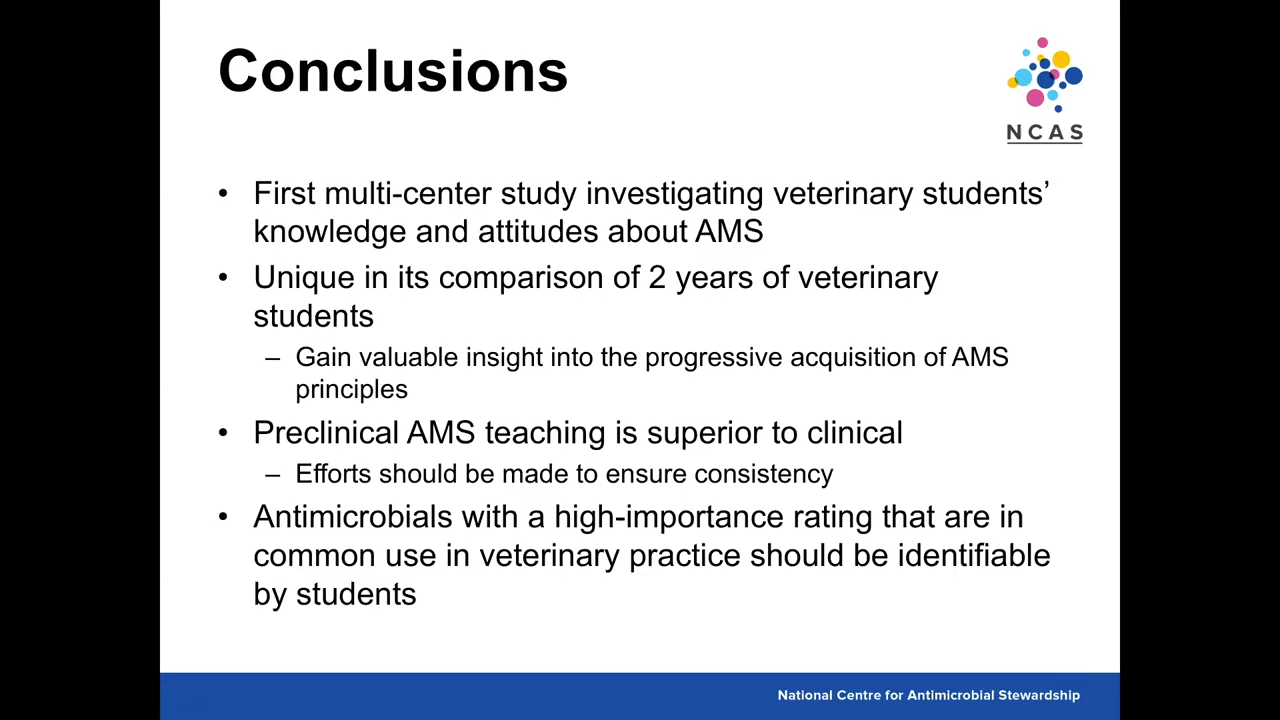 Conclusions
NCAS
• First multi-center study investigating veterinary students’
knowledge and attitudes about AMS
• Unique in its comparison of 2 years of veterinary
students
– Gain valuable insight into the progressive acquisition of AMS
principles
• Preclinical AMS teaching is superior to clinical
– Efforts should be made to ensure consistency
• Antimicrobials with a high-importance rating that are in
common use in veterinary practice should be identifiable
by students
National Centre for Antimicrobial Stewardship